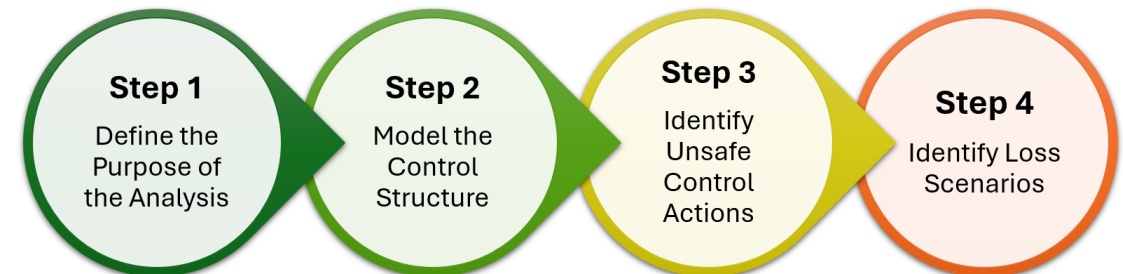 Step 1
Define the
Purpose of
the Analysis
Step 2
Model the
Control
Structure
Step 3
Identify
Unsafe
Control
Actions
Step 4
Identify Loss
Scenarios